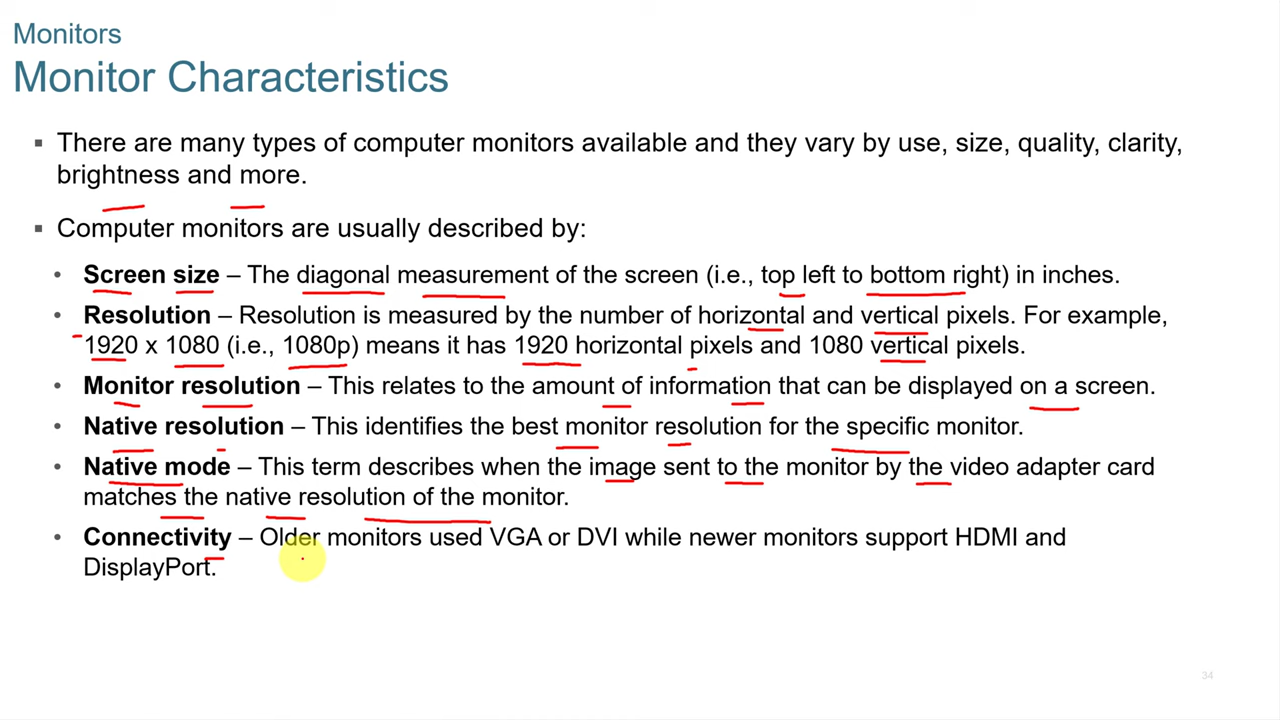 Monitors
Monitor Characteristics
▪ There are many types of computer monitors available and they vary by use, size, quality, clarity,
brightness and more.
▪ Computer monitors are usually described by:
• Screen size – The diagonal measurement of the screen (i.e., top left to bottom right) in inches.
• Resolution – Resolution is measured by the number of horizontal and vertical pixels. For example,
1920 x 1080 (i.e., 1080p) means it has 1920 horizontal pixels and 1080 vertical pixels.
• Monitor resolution – This relates to the amount of information that can be displayed on a screen.
• Native resolution – This identifies the best monitor resolution for the specific monitor.
• Native mode – This term describes when the image sent to the monitor by the video adapter card
matches the native resolution of the monitor.
• Connectivity – Older monitors used VGA or DVI while newer monitors support HDMI and
DisplayPort.
34